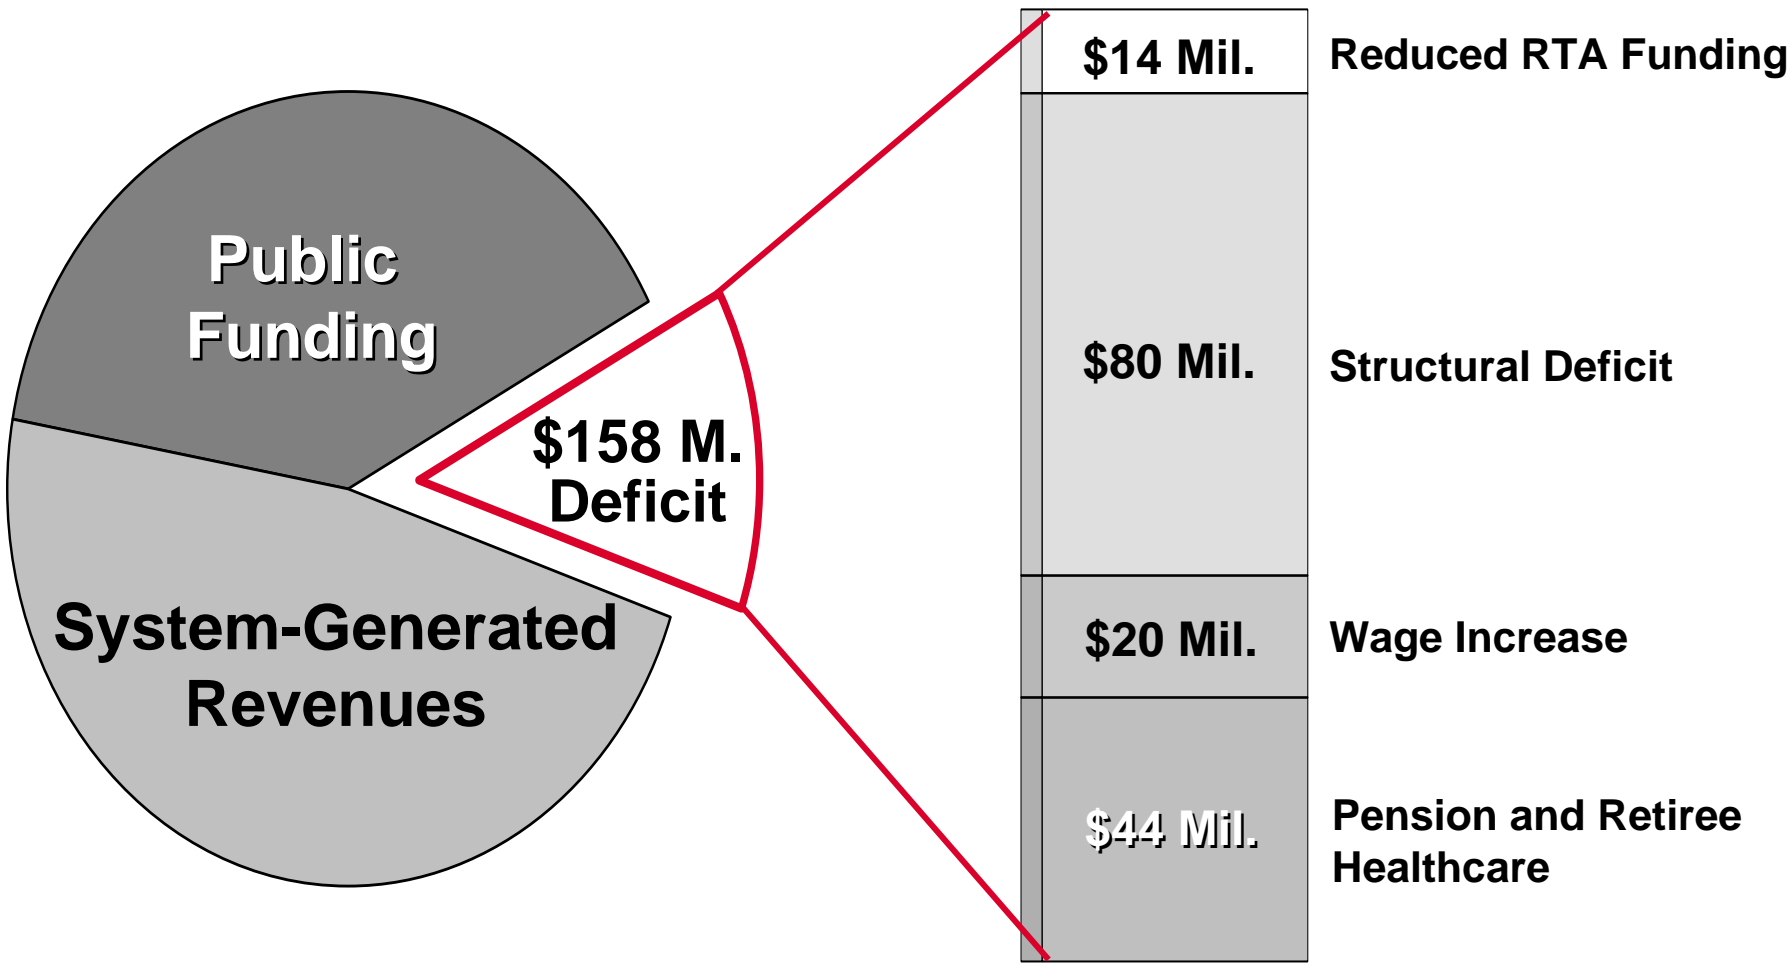 Public
Funding
$158 M.
Deficit
System-Generated
Revenues
$14 Mil.
Reduced RTA Funding
$80 Mil.
Structural Deficit
$20 Mil.
Wage Increase
$44 Mil.
Pension and Retiree
Healthcare